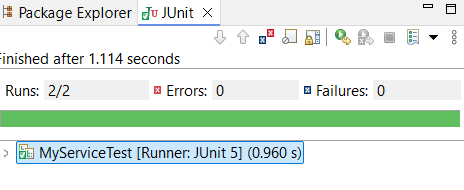 Package Explorer JUnit
Finished after 1.114 seconds
Runs: 2/2 Errors: 0 Failures: 0
MyServiceTest [Runner: JUnit 5] (0.960 s)